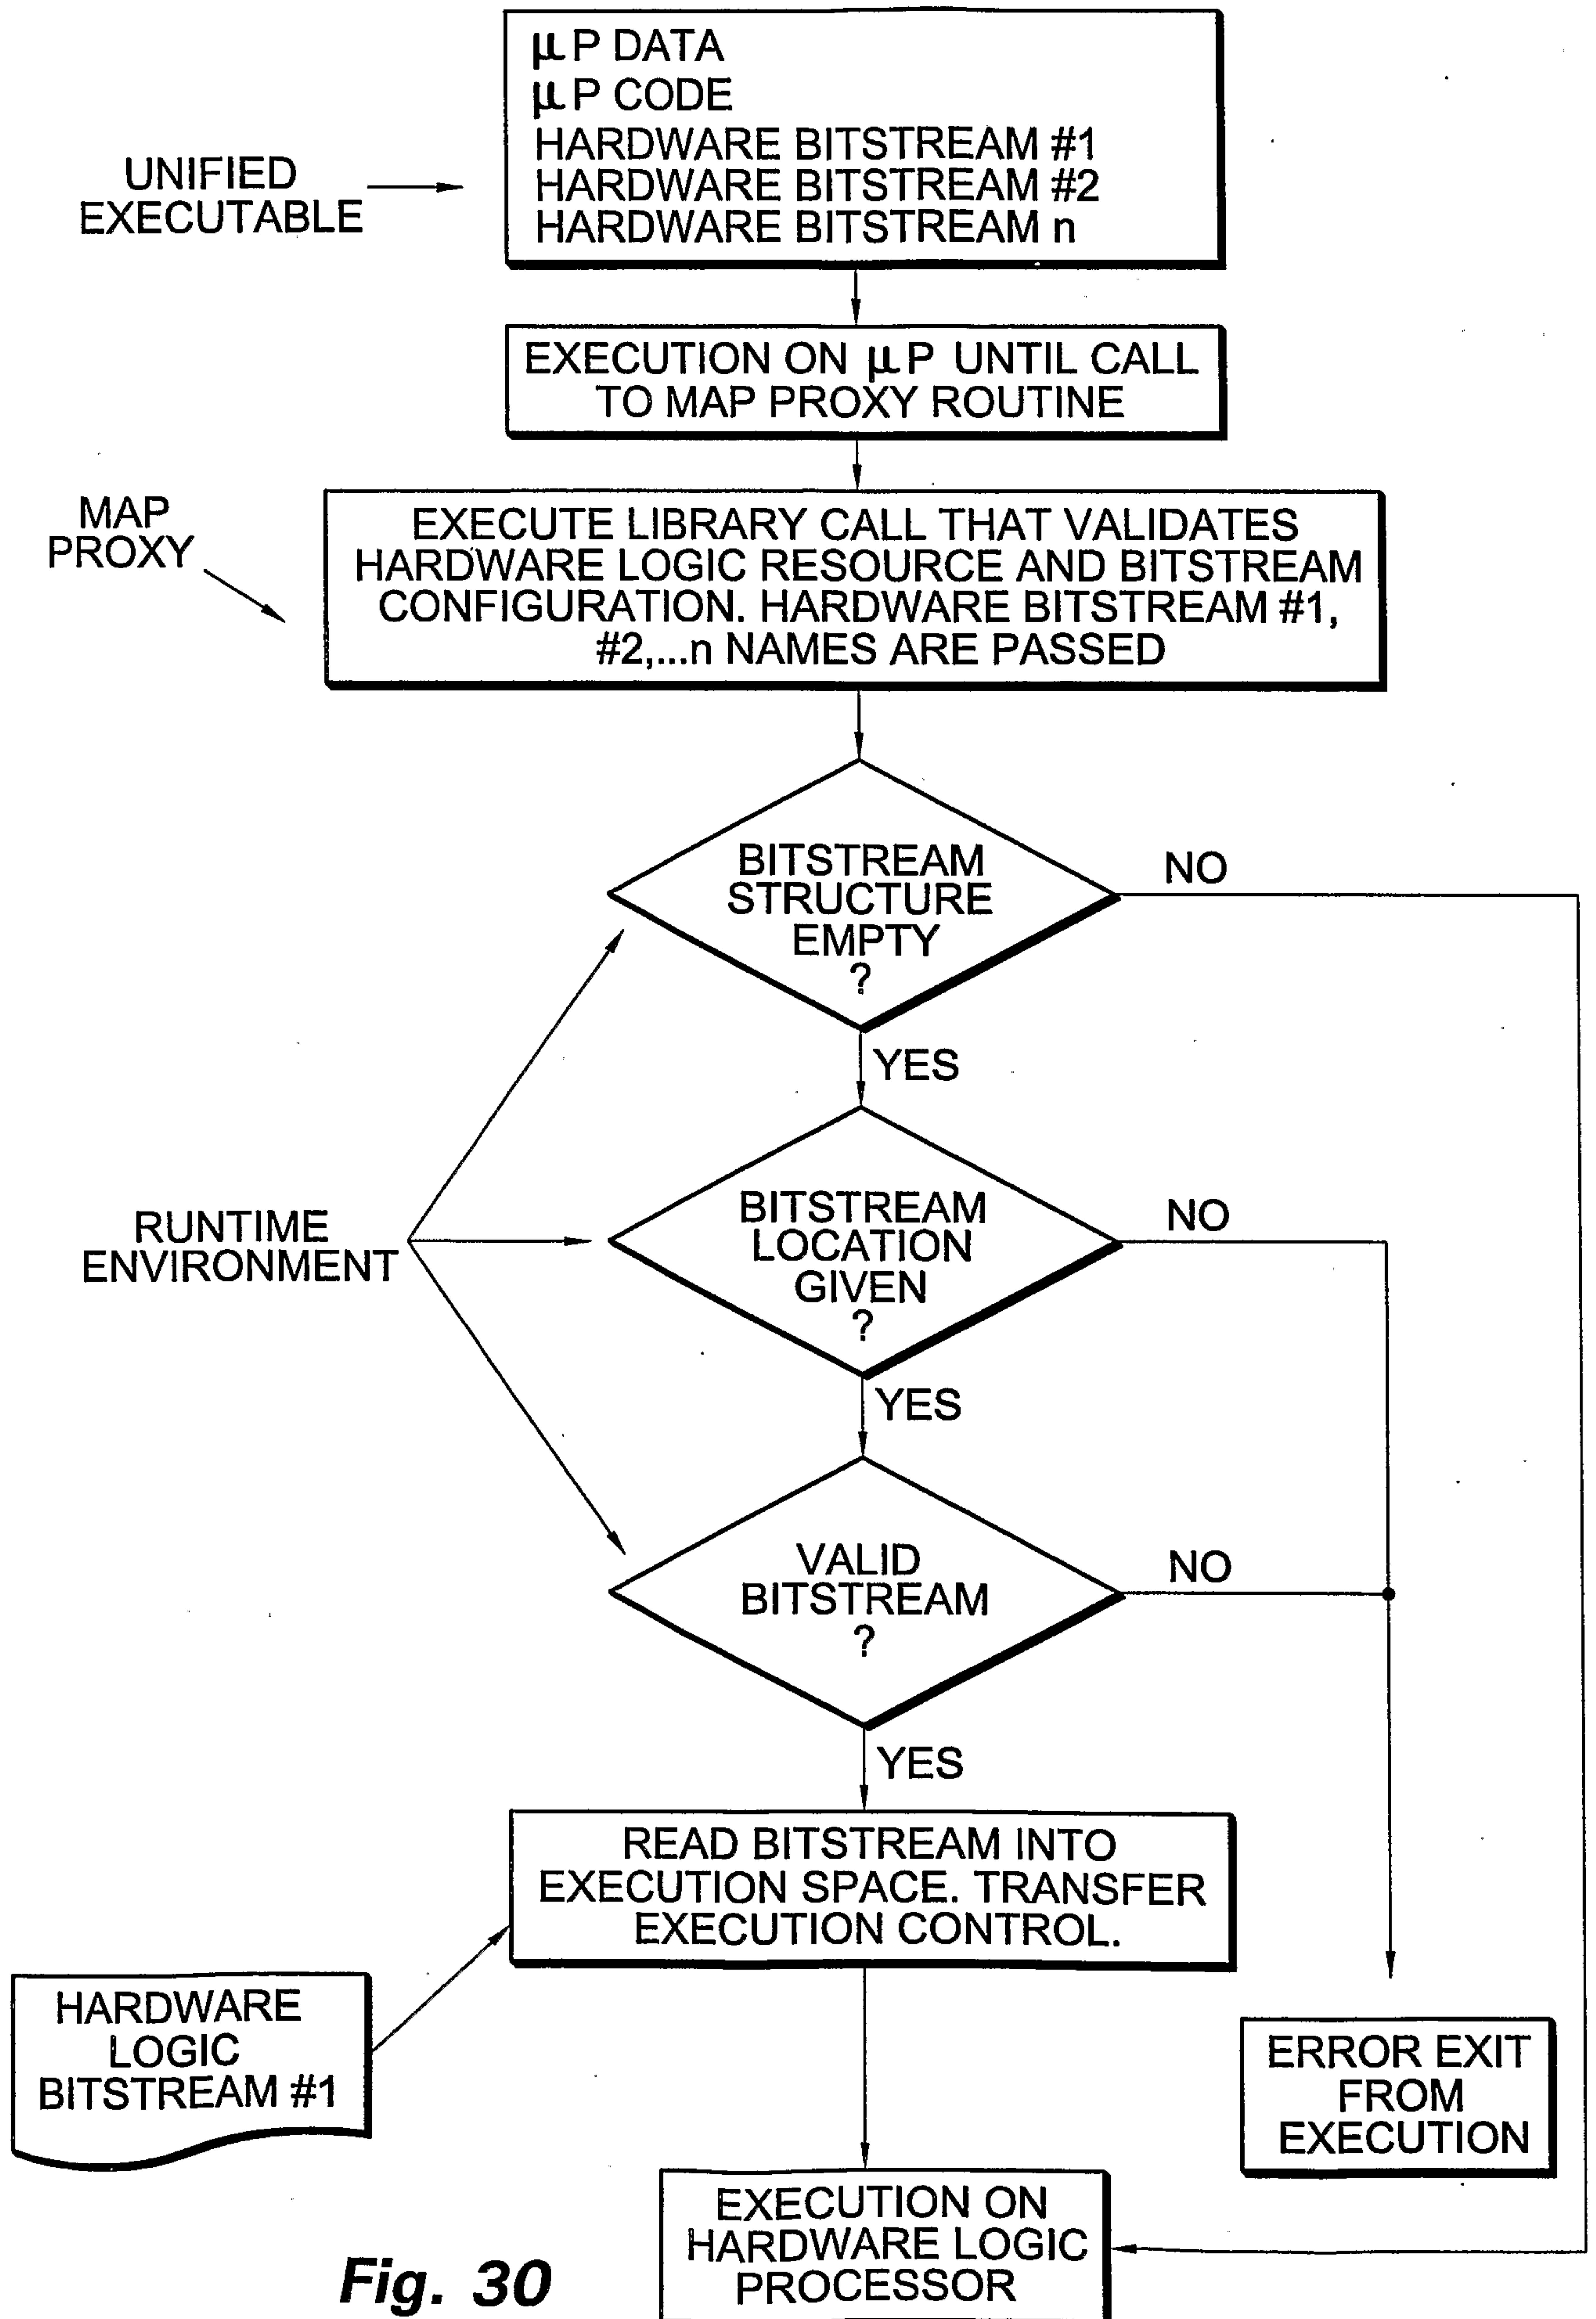 µP DATA
µP CODE
HARDWARE BITSTREAM #1
HARDWARE BITSTREAM #2
HARDWARE BITSTREAM n
UNIFIED
EXECUTABLE
EXECUTION ON µP UNTIL CALL
TO MAP PROXY ROUTINE
MAP
PROXY
EXECUTE LIBRARY CALL THAT VALIDATES
HARDWARE LOGIC RESOURCE AND BITSTREAM
CONFIGURATION. HARDWARE BITSTREAM #1,
#2,...n NAMES ARE PASSED
BITSTREAM
STRUCTURE
EMPTY
?
NO
YES
RUNTIME
ENVIRONMENT
BITSTREAM
LOCATION
GIVEN
?
NO
YES
VALID
BITSTREAM
?
NO
YES
READ BITSTREAM INTO
EXECUTION SPACE. TRANSFER
EXECUTION CONTROL.
HARDWARE
LOGIC
BITSTREAM #1
ERROR EXIT
FROM
EXECUTION
EXECUTION ON
HARDWARE LOGIC
PROCESSOR
Fig. 30